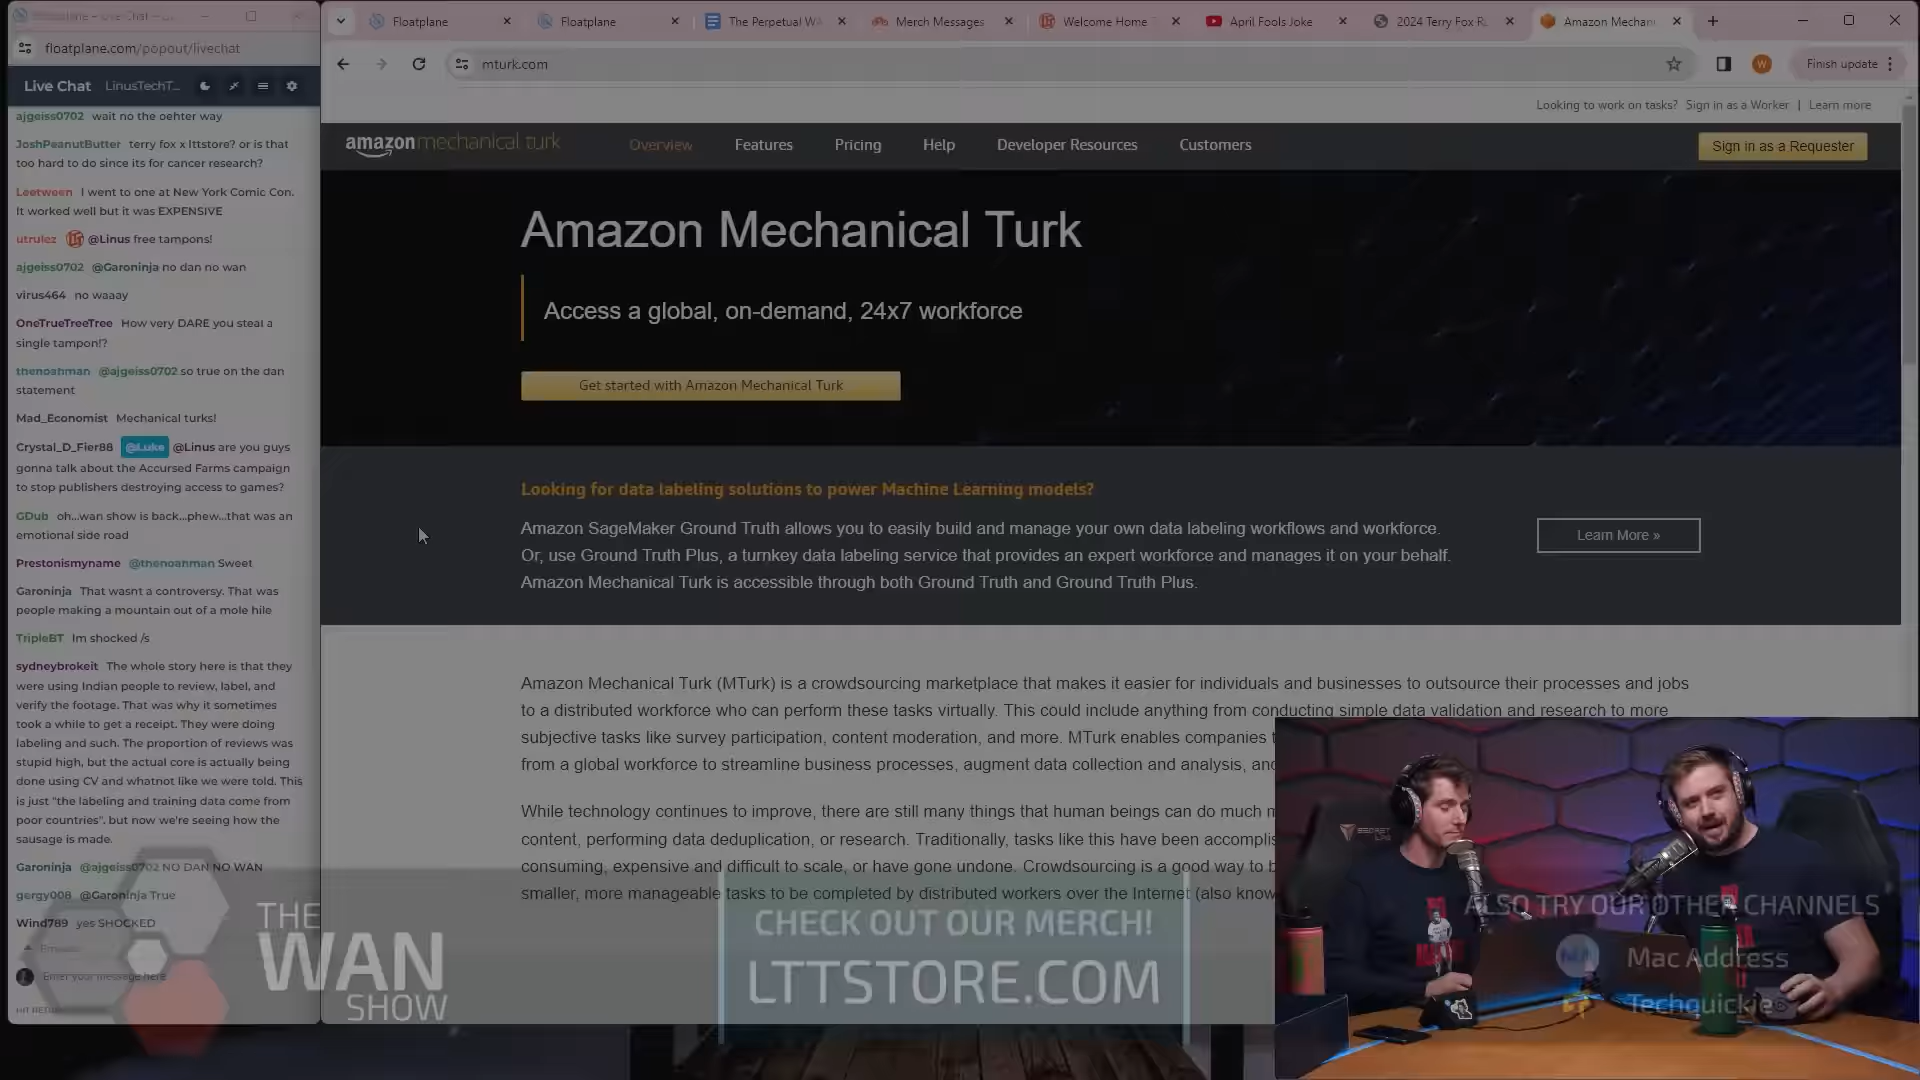 floatplane.com/popout/livechat
Live Chat LinusTechT...
ajgeiss0702 wait no the oehter way
JoshPeanutButter terry fox x lttstore? or is that
too hard to do since its for cancer research?
Leetween I went to one at New York Comic Con.
It worked well but it was EXPENSIVE
utrulez @Linus free tampons!
ajgeiss0702 @Garoninja no dan no wan
virus464 no waaay
OneTrueTreeTree How very DARE you steal a
single tampon!?
thenoahman @ajgeiss0702 so true on the dan
statement
Mad_Economist Mechanical turks!
Crystal_D_Fier88 @Luke @Linus are you guys
gonna talk about the Accursed Farms campaign
to stop publishers destroying access to games?
GDub oh...wan show is back...phew...that was an
emotional side road
Prestonismyname @thenoahman Sweet
Garoninja That wasnt a controversy. That was
people making a mountain out of a mole hile
TripleBT Im shocked /s
sydneybrokeit The whole story here is that they
were using Indian people to review, label, and
verify the footage. That was why it sometimes
took a while to get a receipt. They were doing
labeling and such. The proportion of reviews was
stupid high, but the actual core is actually being
done using CV and whatnot like we were told. This
is just "the labeling and training data come from
poor countries". but now we're seeing how the
sausage is made.
Garoninja @ajgeiss0702 NO DAN NO WAN
gergy008 @Garoninja True
Wind789 yes SHOCKED
Enter your message here
Floatplane Floatplane The Perpetual WA Merch Messages Welcome Home April Fools Joke 2024 Terry Fox Ru Amazon Mechan
mturk.com Finish update
Looking to work on tasks? Sign in as a Worker | Learn more
amazon mechanical turk Overview Features Pricing Help Developer Resources Customers Sign in as a Requester
Amazon Mechanical Turk
Access a global, on-demand, 24x7 workforce
Get started with Amazon Mechanical Turk
Looking for data labeling solutions to power Machine Learning models?
Amazon SageMaker Ground Truth allows you to easily build and manage your own data labeling workflows and workforce.
Or, use Ground Truth Plus, a turnkey data labeling service that provides an expert workforce and manages it on your behalf.
Amazon Mechanical Turk is accessible through both Ground Truth and Ground Truth Plus.
Learn More »
Amazon Mechanical Turk (MTurk) is a crowdsourcing marketplace that makes it easier for individuals and businesses to outsource their processes and jobs
to a distributed workforce who can perform these tasks virtually. This could include anything from conducting simple data validation and research to more
subjective tasks like survey participation, content moderation, and more. MTurk enables companies
from a global workforce to streamline business processes, augment data collection and analysis,
While technology continues to improve, there are still many things that human beings can do much
content, performing data deduplication, or research. Traditionally, tasks like this have been
consuming, expensive and difficult to scale, or have gone undone. Crowdsourcing is a good way to
smaller, more manageable tasks to be completed by distributed workers over the Internet (also
THE
WAN
SHOW
CHECK OUT OUR MERCH!
LTTSTORE.COM
SECRET
LAB
ALSO TRY OUR OTHER CHANNELS
Mac Address
Techquickie